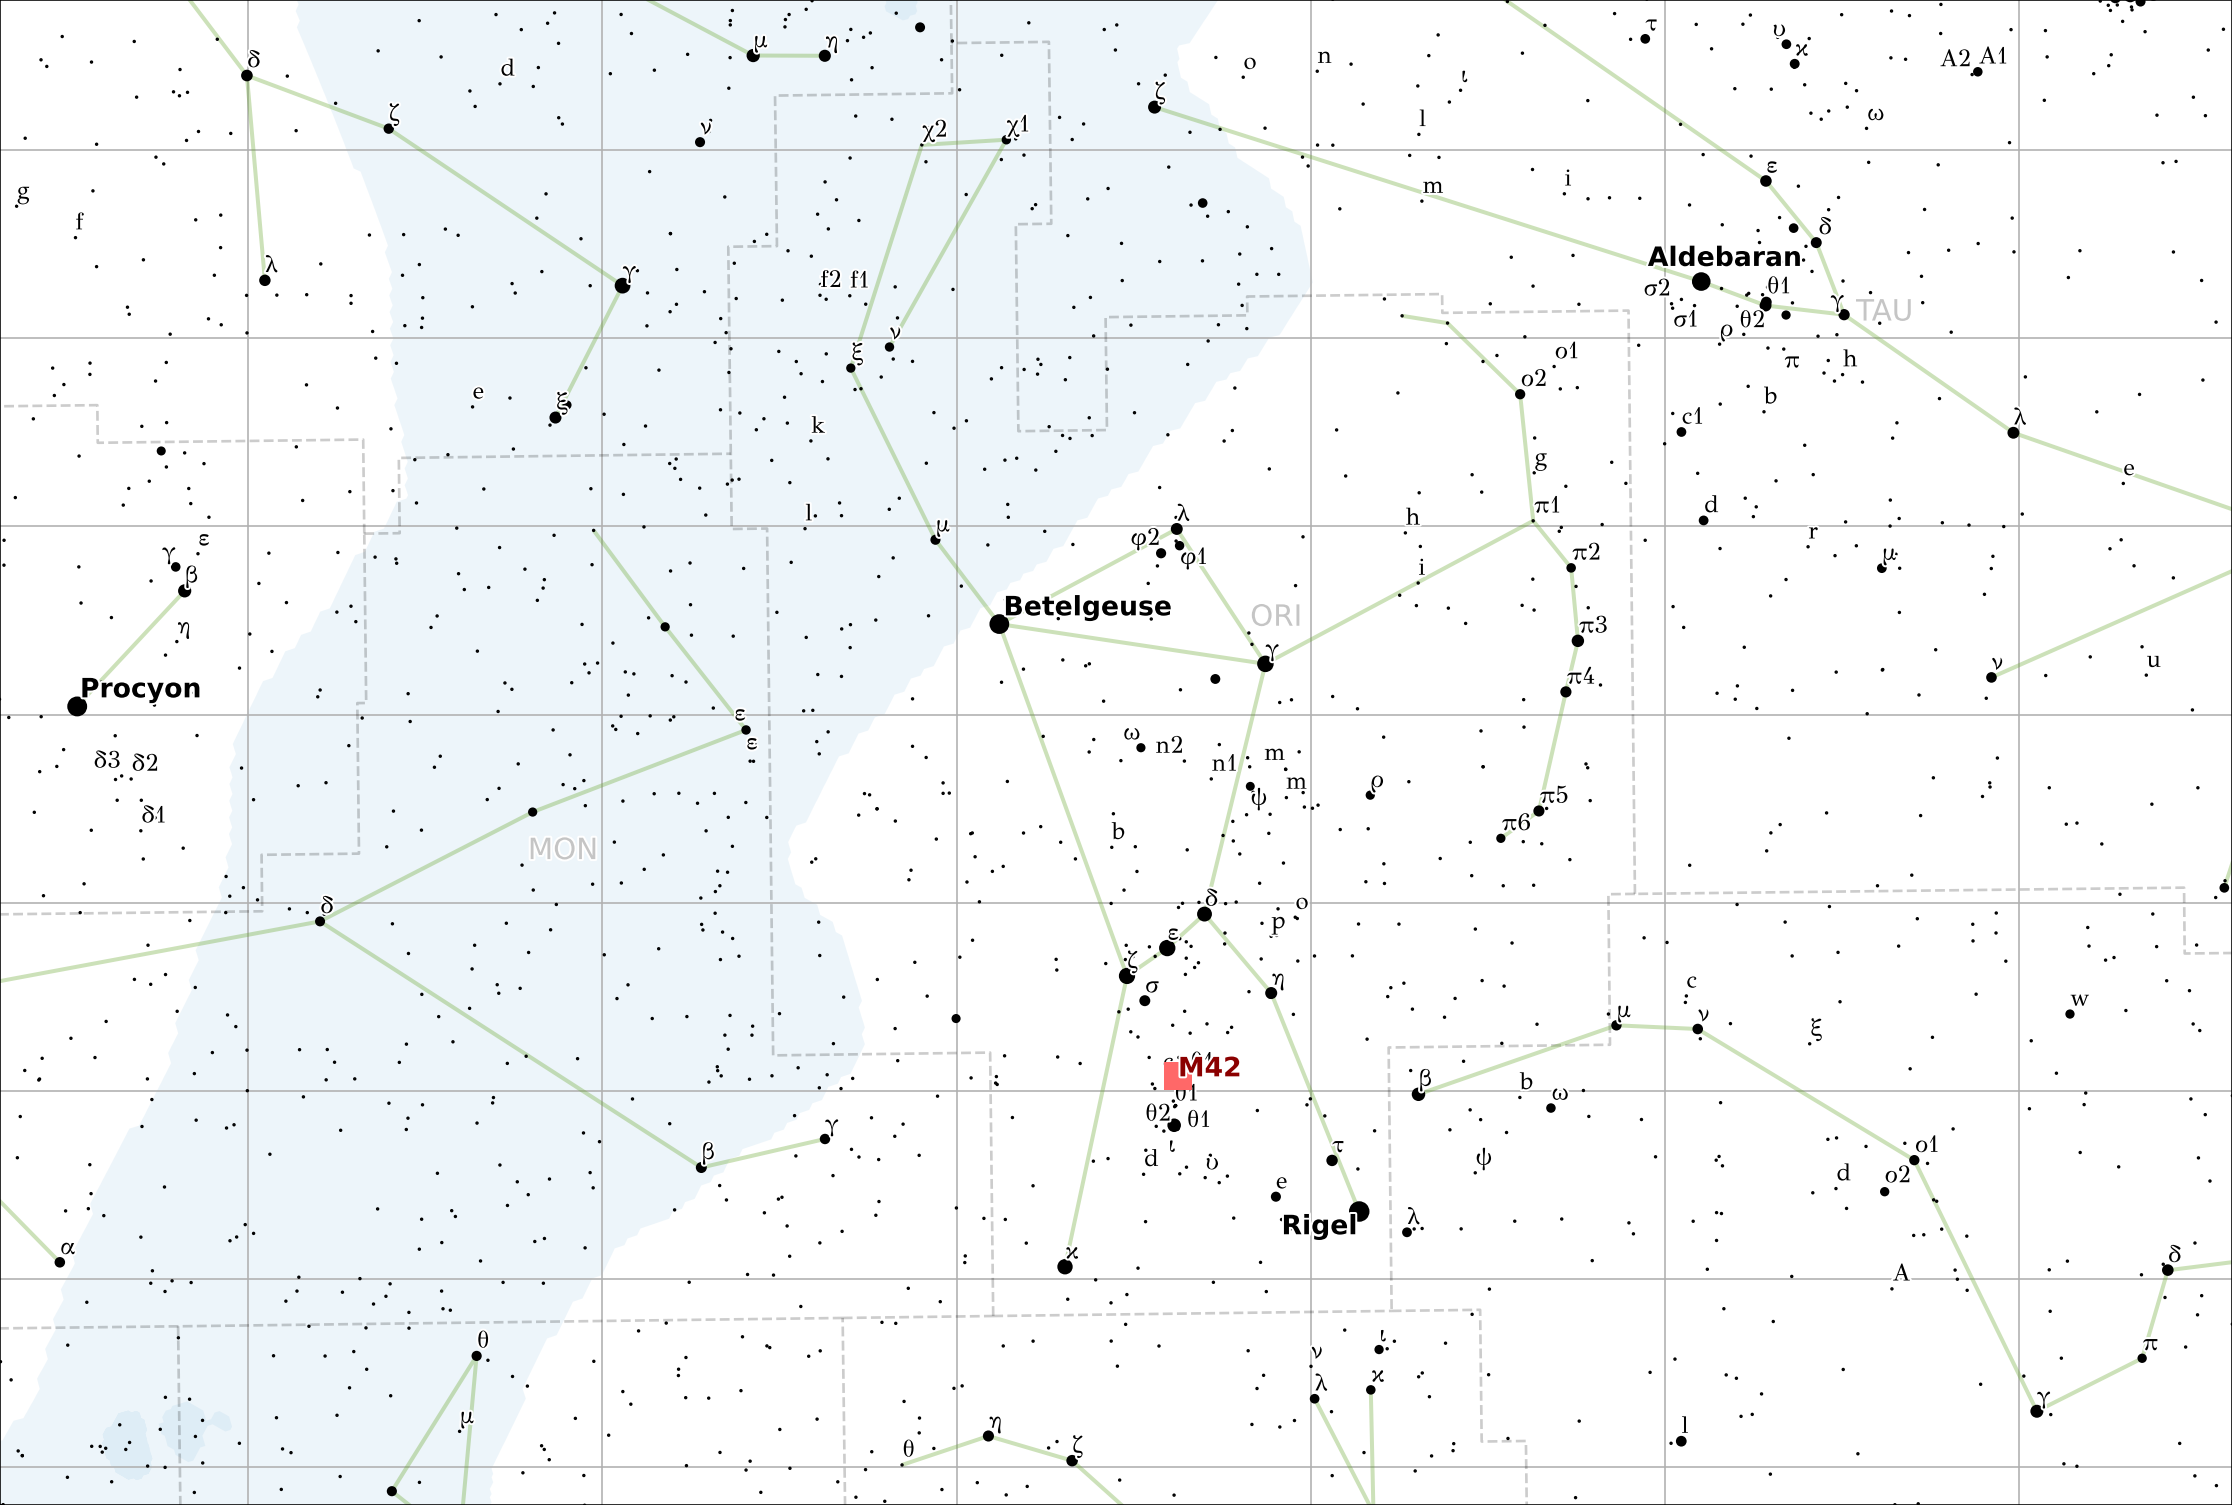 δ
d
μ
η
ζ
o
n
ι
τ
υ
ϰ
A2
A1
ζ
ν
χ2
χ1
l
ω
g
f
m
i
ε
δ
λ
γ
f2
f1
Aldebaran
σ2
θ1
γ
TAU
σ1
ρ
θ2
ν
ξ
o1
π
h
e
ξ
o2
b
k
c1
λ
g
e
l
μ
λ
h
π1
d
r
γ
ε
β
φ2
φ1
i
π2
μ
η
Betelgeuse
ORI
π3
γ
ν
u
Procyon
π4
ε
ε
ω
n2
n1
m
m
δ3
δ2
ψ
ρ
π5
δ1
b
π6
MON
δ
δ
o
p
ε
ζ
σ
η
c
μ
ν
ξ
w
M42
θ1
β
b
ω
θ2
θ1
γ
β
d
ι
υ
τ
ψ
o1
d
o2
e
Rigel
λ
α
ϰ
δ
A
θ
ν
ι
π
λ
ϰ
μ
γ
θ
η
ζ
l